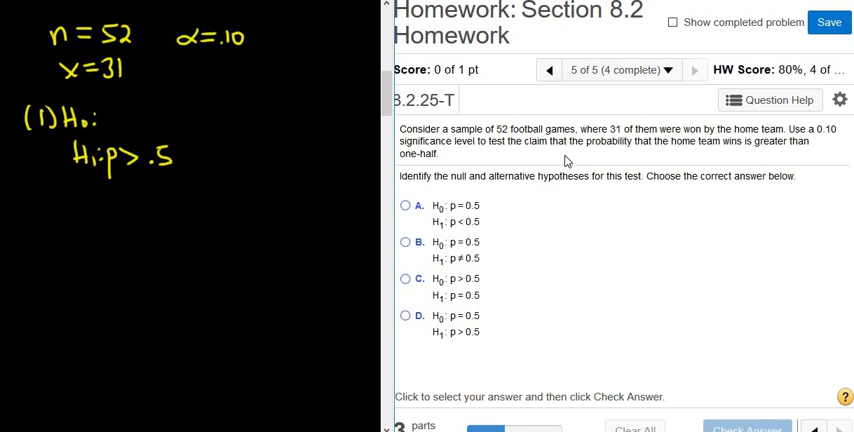 n = 52 α = .10
x = 31
(1) H₀:
H₁: p > .5
Homework: Section 8.2
Homework
Show completed problem
Save
Score: 0 of 1 pt
5 of 5 (4 complete)
HW Score: 80%, 4 of ...
8.2.25-T
Question Help
Consider a sample of 52 football games, where 31 of them were won by the home team. Use a 0.10
significance level to test the claim that the probability that the home team wins is greater than
one-half.
Identify the null and alternative hypotheses for this test. Choose the correct answer below.
A. H₀: p = 0.5
H₁: p < 0.5
B. H₀: p = 0.5
H₁: p ≠ 0.5
C. H₀: p > 0.5
H₁: p = 0.5
D. H₀: p = 0.5
H₁: p > 0.5
Click to select your answer and then click Check Answer.
?
3 parts
Clear All
Check Answer